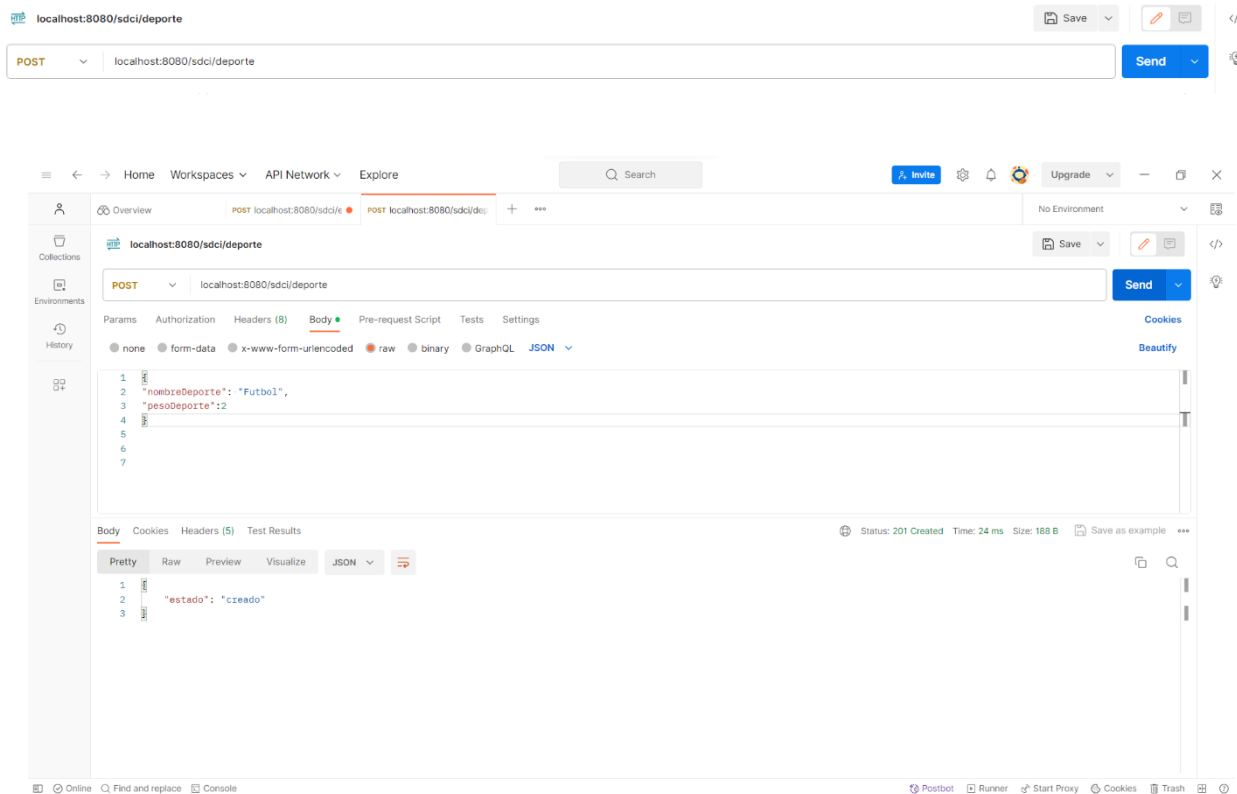 HTTP localhost:8080/sdci/deporte Save
POST localhost:8080/sdci/deporte Send
Home Workspaces API Network Explore Search Invite Upgrade
Overview POST localhost:8080/sdci/e POST localhost:8080/sdci/dep No Environment
HTTP localhost:8080/sdci/deporte Save
Collections
POST localhost:8080/sdci/deporte Send
Environments
Params Authorization Headers (8) Body Pre-request Script Tests Settings Cookies
History
none form-data x-www-form-urlencoded raw binary GraphQL JSON Beautify
1 {
2 "nombreDeporte": "Futbol",
3 "pesoDeporte":2
4 }
5
6
7
Body Cookies Headers (5) Test Results Status: 201 Created Time: 24 ms Size: 188 B Save as example
Pretty Raw Preview Visualize JSON
1 {
2 "estado": "creado"
3 }
Online Find and replace Console Postbot Runner Start Proxy Cookies Trash